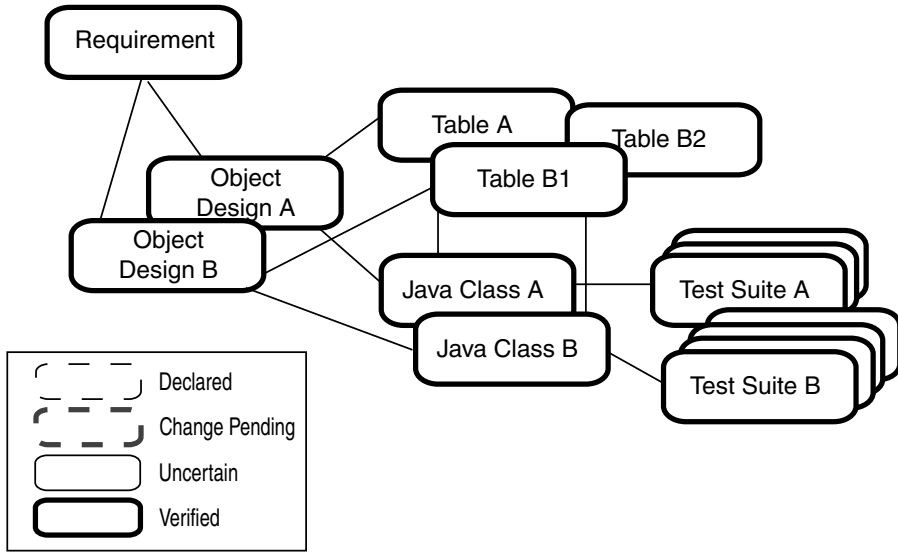 Requirement
Table A
Table B2
Object
Design A
Table B1
Object
Design B
Java Class A
Test Suite A
Java Class B
Test Suite B
Declared
Change Pending
Uncertain
Verified